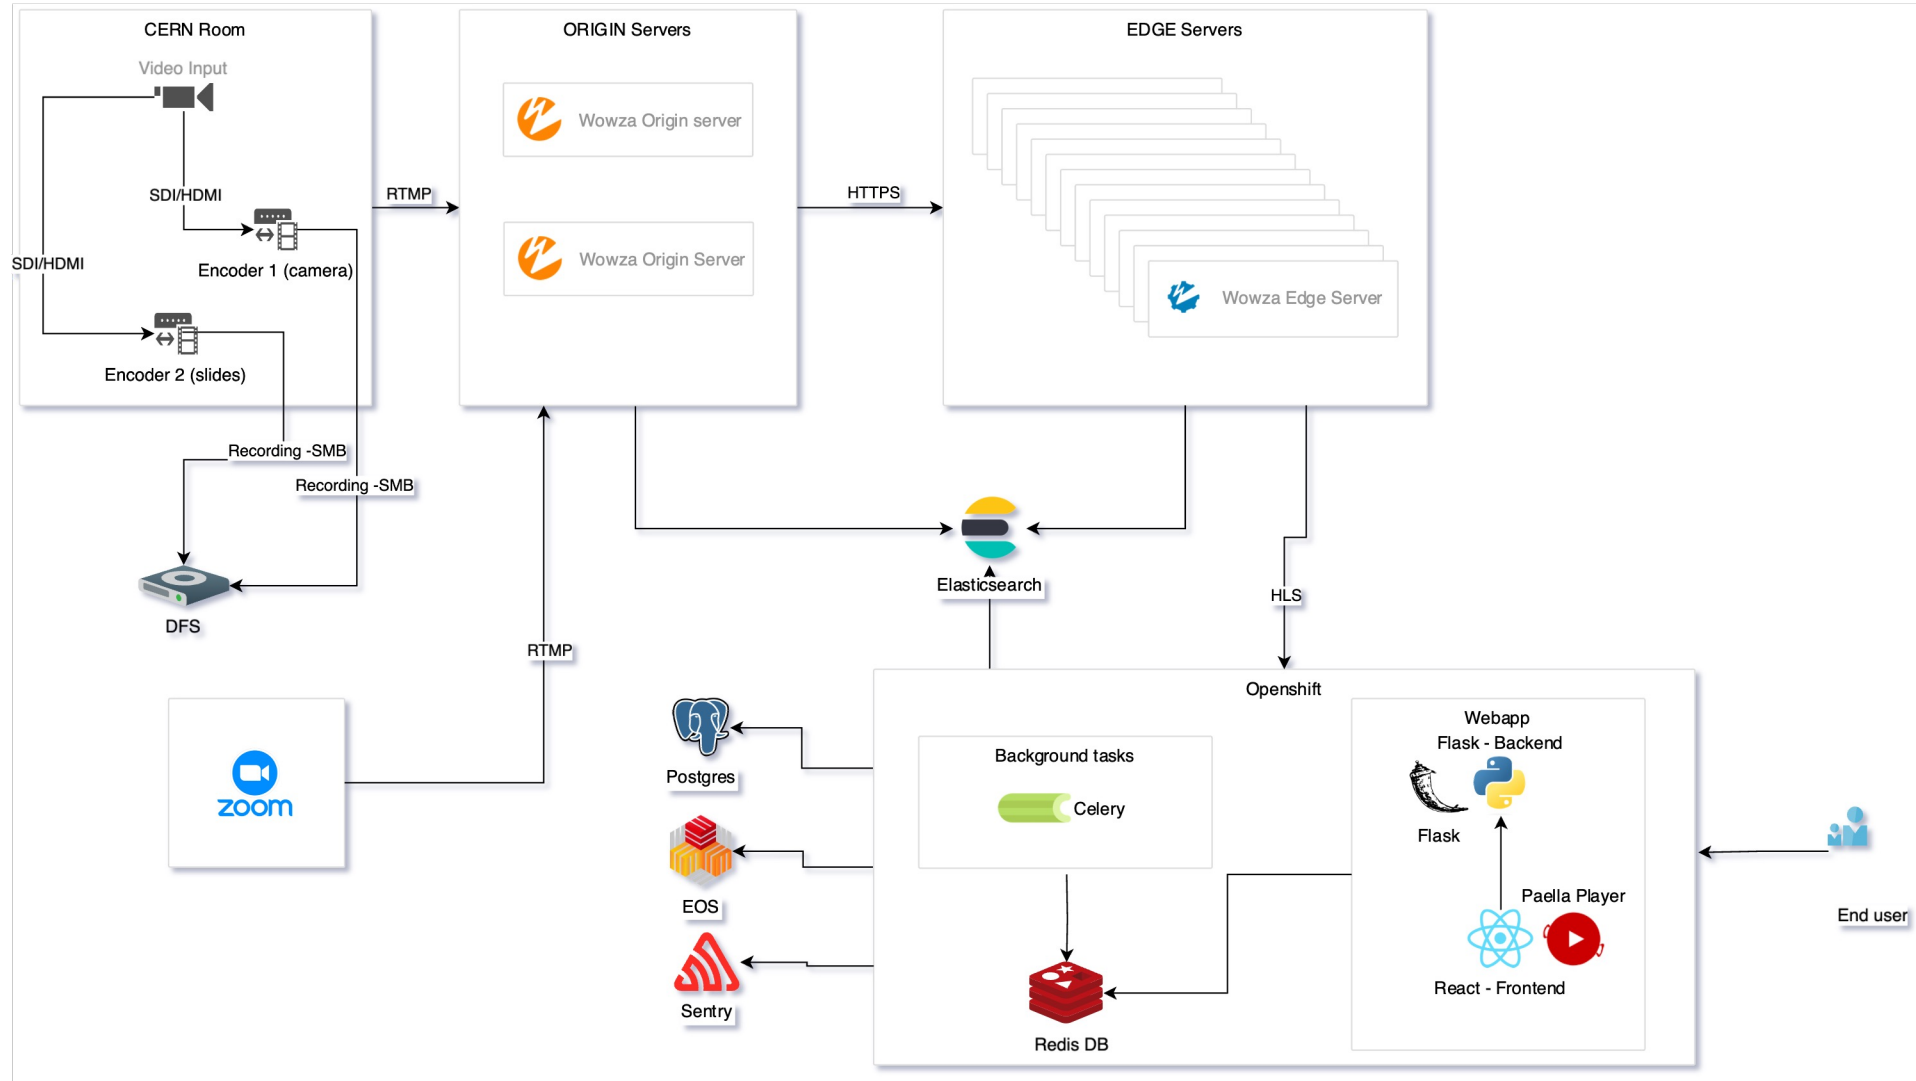 CERN Room
Video Input
SDI/HDMI
SDI/HDMI
Encoder 1 (camera)
Encoder 2 (slides)
RTMP
ORIGIN Servers
Wowza Origin server
Wowza Origin Server
HTTPS
EDGE Servers
Wowza Edge Server
Recording -SMB
Recording -SMB
DFS
RTMP
zoom
Elasticsearch
HLS
Postgres
EOS
Sentry
Openshift
Background tasks
Celery
Redis DB
Webapp
Flask - Backend
Flask
Paella Player
React - Frontend
End user